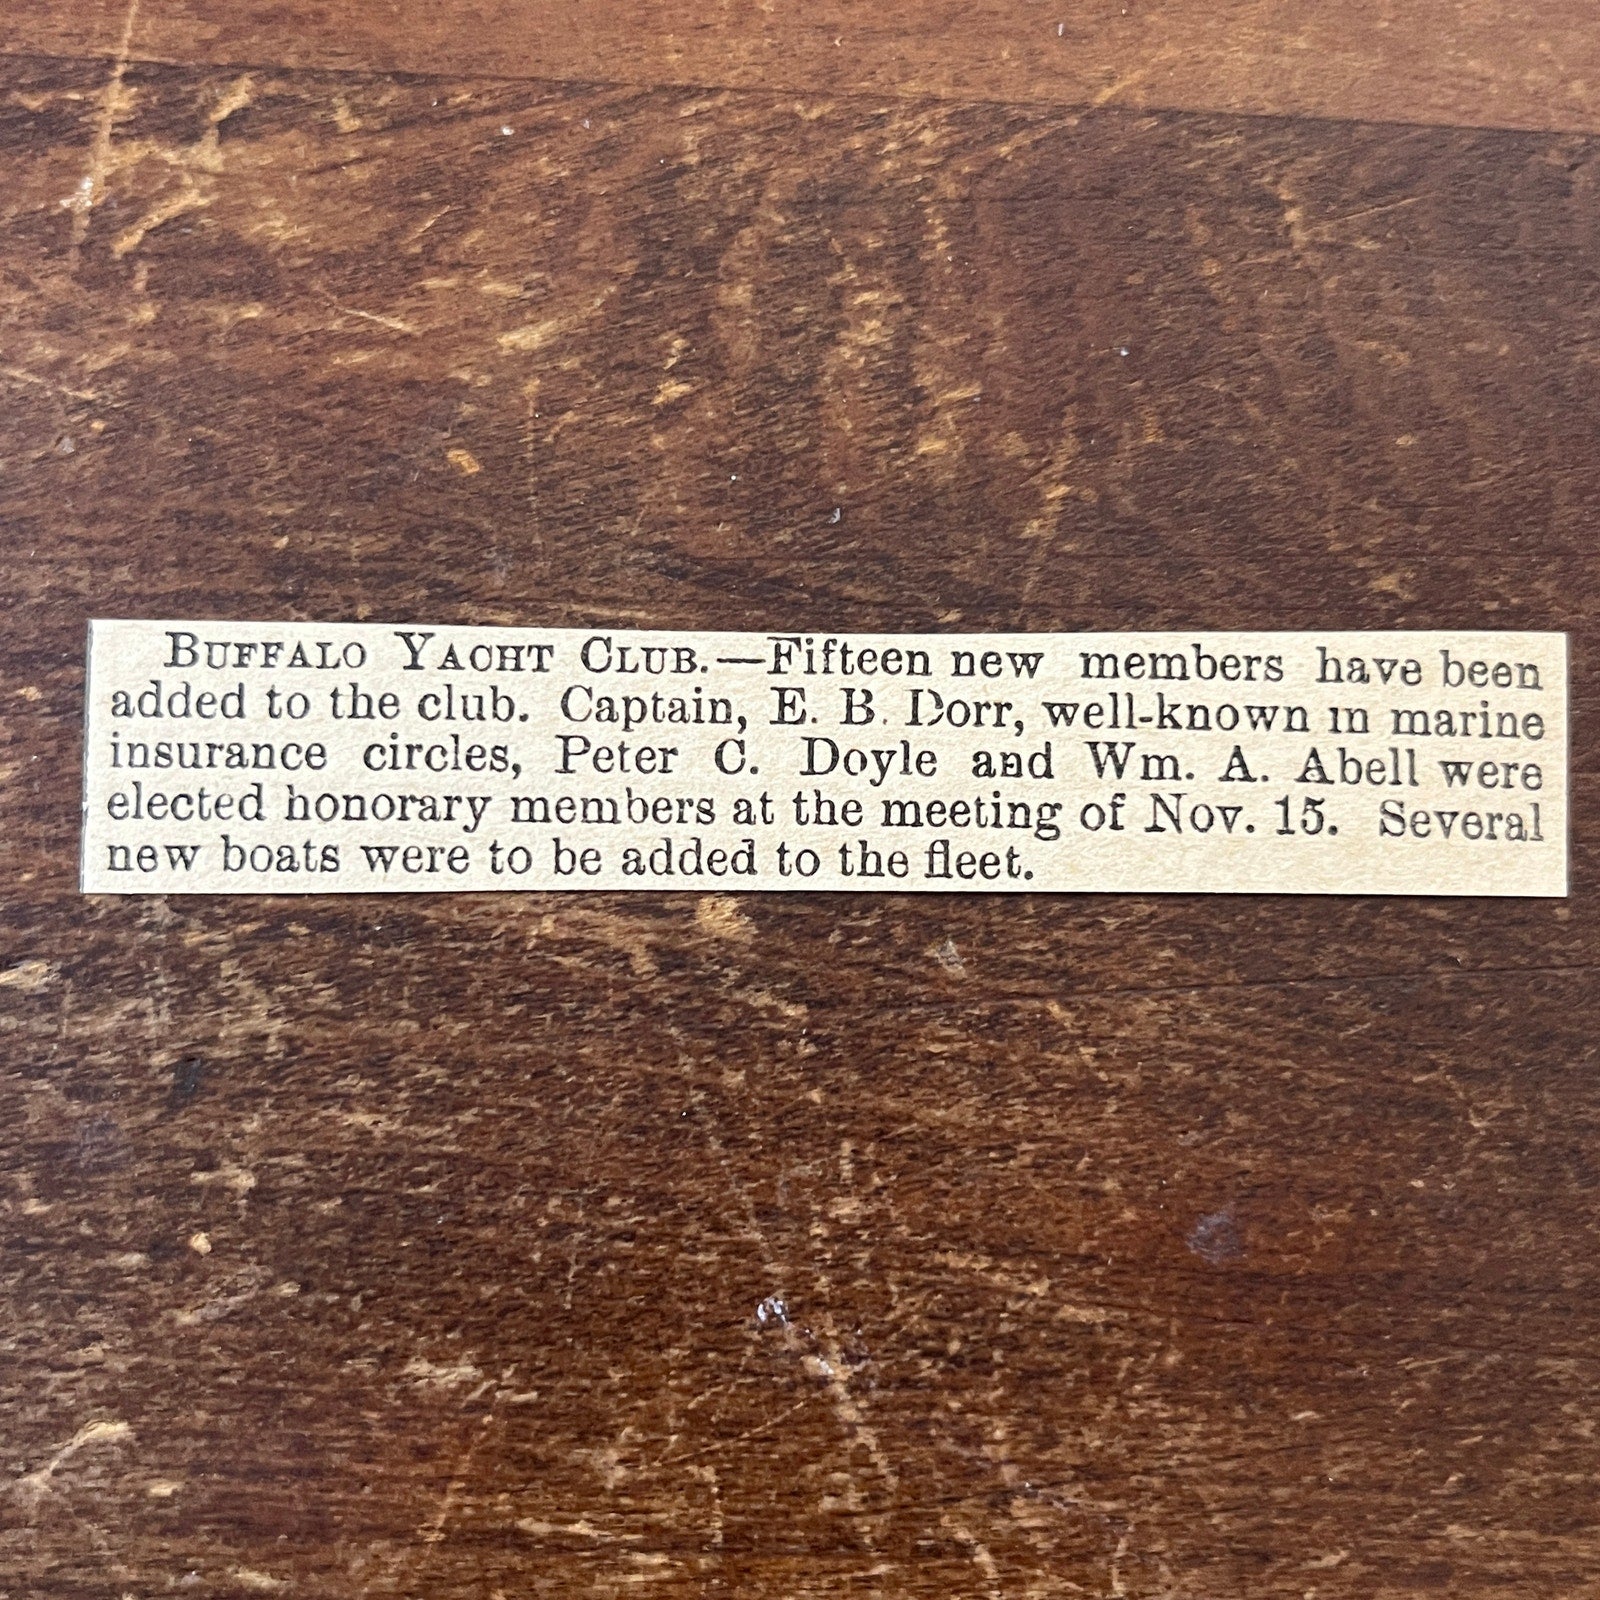 BUFFALO YACHT CLUB.—Fifteen new members have been
added to the club. Captain, E. B. Dorr, well-known in marine
insurance circles, Peter C. Doyle and Wm. A. Abell were
elected honorary members at the meeting of Nov. 15. Several
new boats were to be added to the fleet.